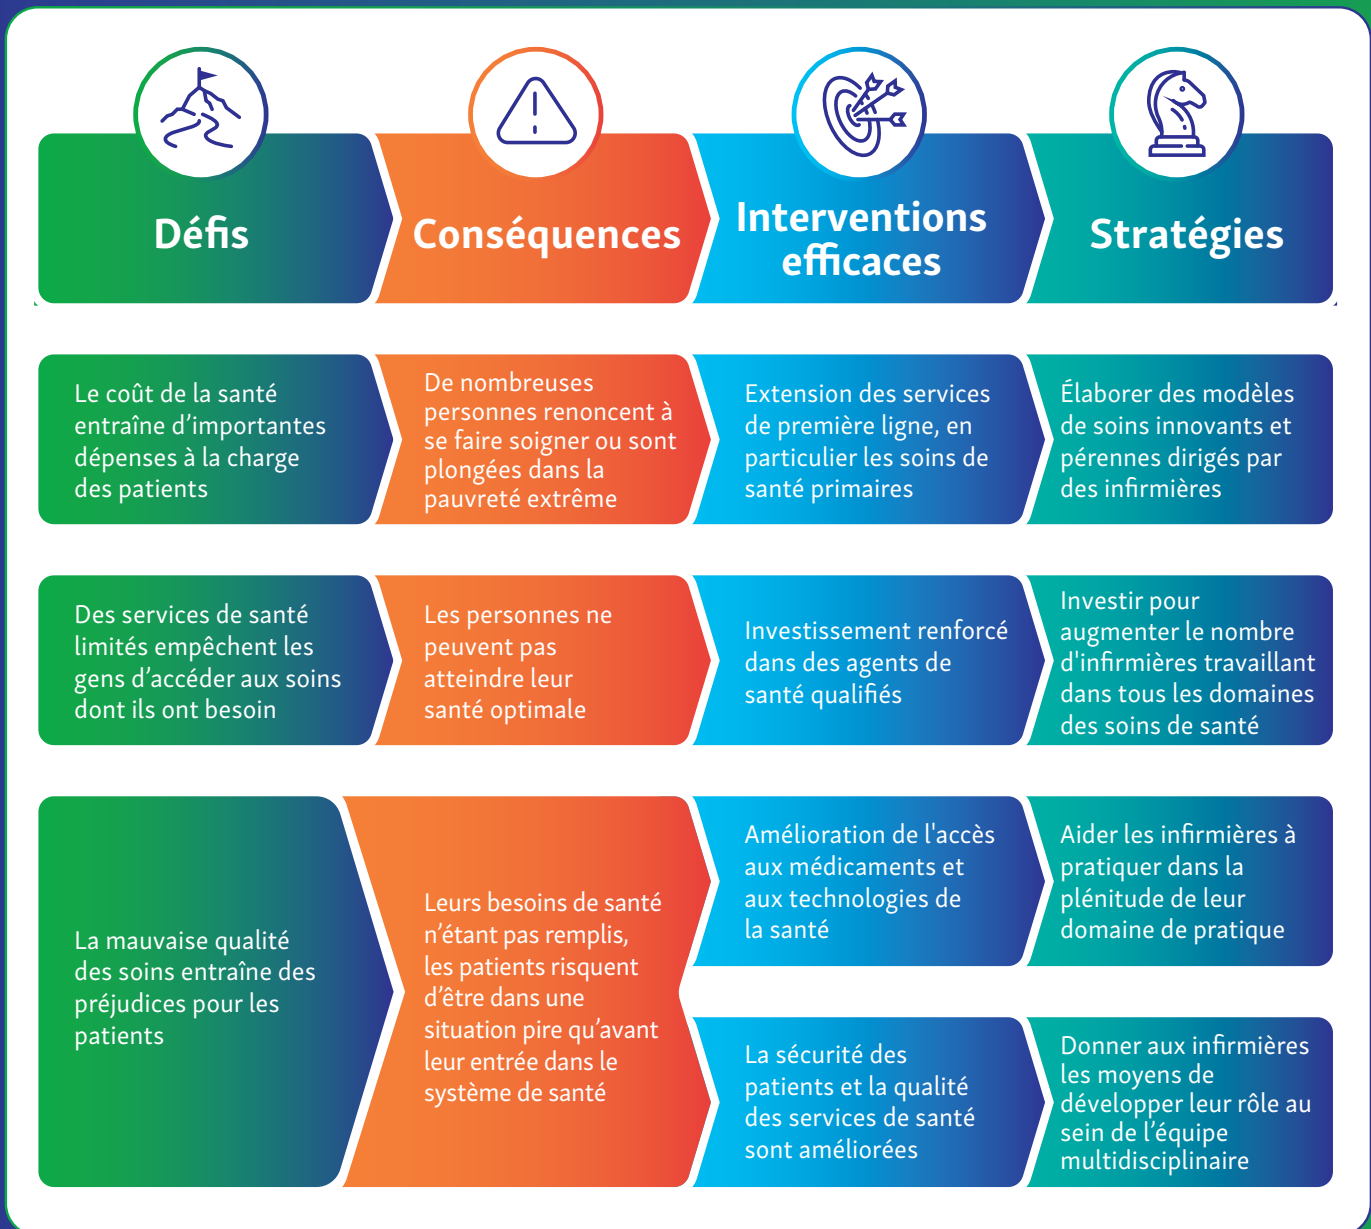 Défis
Conséquences
Interventions
efficaces
Stratégies
Le coût de la santé
entraîne d’importantes
dépenses à la charge
des patients
De nombreuses
personnes renoncent à
se faire soigner ou sont
plongées dans la
pauvreté extrême
Extension des services
de première ligne, en
particulier les soins de
santé primaires
Élaborer des modèles
de soins innovants et
pérennes dirigés par
des infirmières
Des services de santé
limités empêchent les
gens d’accéder aux soins
dont ils ont besoin
Les personnes ne
peuvent pas
atteindre leur
santé optimale
Investissement renforcé
dans des agents de
santé qualifiés
Investir pour
augmenter le nombre
d'infirmières travaillant
dans tous les domaines
des soins de santé
La mauvaise qualité
des soins entraîne des
préjudices pour les
patients
Leurs besoins de santé
n’étant pas remplis,
les patients risquent
d’être dans une
situation pire qu’avant
leur entrée dans le
système de santé
Amélioration de l'accès
aux médicaments et
aux technologies de
la santé
Aider les infirmières à
pratiquer dans la
plénitude de leur
domaine de pratique
La sécurité des
patients et la qualité
des services de santé
sont améliorées
Donner aux infirmières
les moyens de
développer leur rôle au
sein de l’équipe
multidisciplinaire